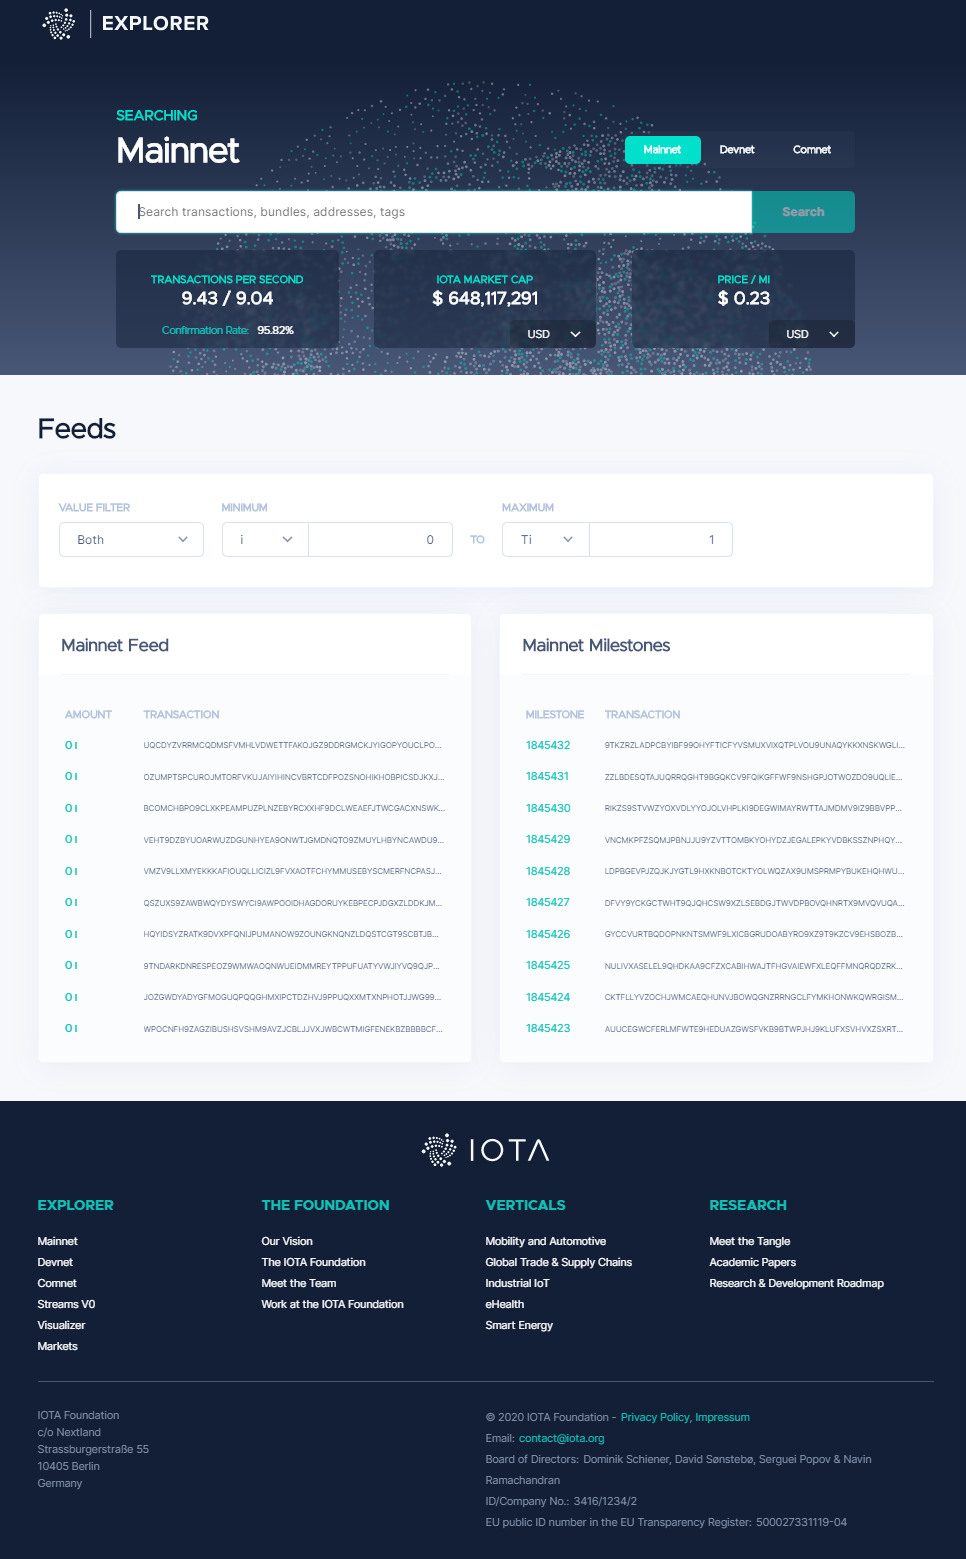 EXPLORER
SEARCHING
Mainnet
Mainnet Devnet Comnet
Search transactions, bundles, addresses, tags Search
TRANSACTIONS PER SECOND
9.43 / 9.04
Confirmation Rate: 95.82%
IOTA MARKET CAP
$ 648,117,291
USD
PRICE / MI
$ 0.23
USD
Feeds
VALUE FILTER MINIMUM MAXIMUM
Both i 0 TO Ti 1
Mainnet Feed
AMOUNT TRANSACTION
0 I UQCDYZVRRMCQDMSFVMHLVDWETTFAKOJGZ9DDRGMCKJYIGOPYOUCLPO...
0 I OZUMPTSPCUROJMTORFVKUJAIYIHINCVBRTCDFPOZSNOHIKHOBPICSDJKXJ...
0 I BCOMCHBPO9CLXKPEAMPUZPLNZEBYRCXXHF9DCLWEAEFJTWCGACXNSWK...
0 I VEHT9DZBYUOARWUZDGUNHYEA9ONWTJGMDNQTO9ZMUYLHBYNCAWDU9...
0 I VMZV9LLXMYEKKKAFIOUQLLICIZL9FVXAOTFCHYMMUSEBYSCMERFNCPASJ...
0 I QSZUXS9ZAWBWQYDYSWYCI9AWPOOIDHAGDORUYKEBPECPJDGXZLDDKJM...
0 I HQYIDSYZRATK9DVXPFQNIJPUMANOW9ZOUNGKNQNZLDQSTCGT9SCBTJB...
0 I 9TNDARKDNRESPEOZ9WMWAOQNWUEIDMMREYTPPUFUATYVWJIYVQ9QJP...
0 I JOZGWDYADYGFMOGUQPQQGHMXIPCTDZHVJ9PPUQXXMTXNPHOTJJWG99...
0 I WPOCNFH9ZAGZIBUSHSVSHM9AVZJCBLJJVXJWBCWTMIGFENEKBZBBBBCF...
Mainnet Milestones
MILESTONE TRANSACTION
1845432 9TKZRZLADPCBYIBF99OHYFTICFYVSMUXVIXQTPLVOU9UNAQYKKXNSKWGLI...
1845431 ZZLBDESQTAJUQRRQGHT9BGQKCV9FQIKGFFWF9NSHGPJOTWOZDO9UQLIE...
1845430 RIKZS9STVWZYOXVDLYYOJOLVHPLKI9DEGWIMAYRWTTAJMDMV9IZ9BBVPP...
1845429 VNCMKPFZSQMJPBNJJU9YZVTTOMBKYOHYDZJEGALEPKYVDBKSSZNPHQY...
1845428 LDPBGEVPJZQJKJYGTL9HXKNBOTCKTYOLWQZAX9UMSPRMPYBUKEHQHWU...
1845427 DFVY9YCKGCTWHT9QJQHCSW9XZLSEBDGJTWVDPBOVQHNRTX9MVQVUQA...
1845426 GYCCVURTBQDOPNKNTSMWF9LXICBGRUDOABYRO9XZ9T9KZCV9EHSBOZB...
1845425 NULIVXASELEL9QHDKAA9CFZXCABIHWAJTFHGVAIEWFXLEQFFMNQRQDZRK...
1845424 CKTFLLYVZOCHJWMCAEQHUNVJBOWQGNZRRNGCLFYMKHONWKQWRGISM...
1845423 AUUCEGWCFERLMFWTE9HEDUAZGWSFVKB9BTWPJHJ9KLUFXSVHVXZSXRT...
IOTA
EXPLORER
Mainnet
Devnet
Comnet
Streams V0
Visualizer
Markets
THE FOUNDATION
Our Vision
The IOTA Foundation
Meet the Team
Work at the IOTA Foundation
VERTICALS
Mobility and Automotive
Global Trade & Supply Chains
Industrial IoT
eHealth
Smart Energy
RESEARCH
Meet the Tangle
Academic Papers
Research & Development Roadmap
IOTA Foundation
c/o Nextland
Strassburgerstraße 55
10405 Berlin
Germany
© 2020 IOTA Foundation - Privacy Policy, Impressum
Email: contact@iota.org
Board of Directors: Dominik Schiener, David Sønstebø, Serguei Popov & Navin
Ramachandran
ID/Company No.: 3416/1234/2
EU public ID number in the EU Transparency Register: 500027331119-04